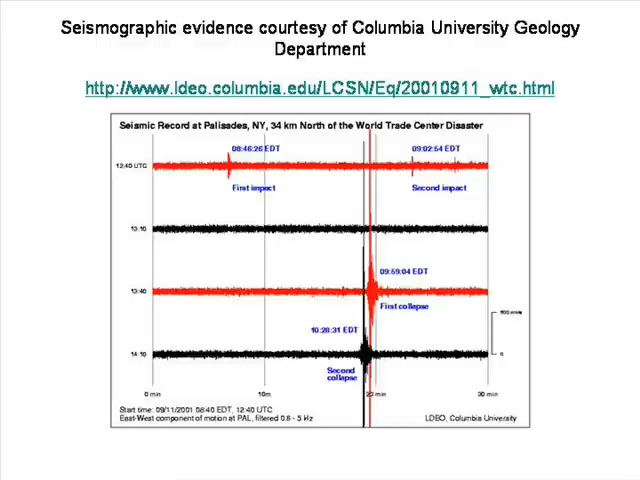 Seismographic evidence courtesy of Columbia University Geology
Department
http://www.ldeo.columbia.edu/LCSN/Eq/20010911_wtc.html
Seismic Record at Palisades, NY, 34 km North of the World Trade Center Disaster
08:46:26 EDT
09:02:54 EDT
12:40 UTC
First impact
Second impact
13:10
09:59:04 EDT
13:40
First collapse
10:28:31 EDT
14:10
0
Second
collapse
0 min
10m
20 min
30 min
Start time: 09/11/2001 08:40 EDT, 12:40 UTC
East-West component of motion at PAL, filtered 0.6 - 5 Hz
LDEO, Columbia University